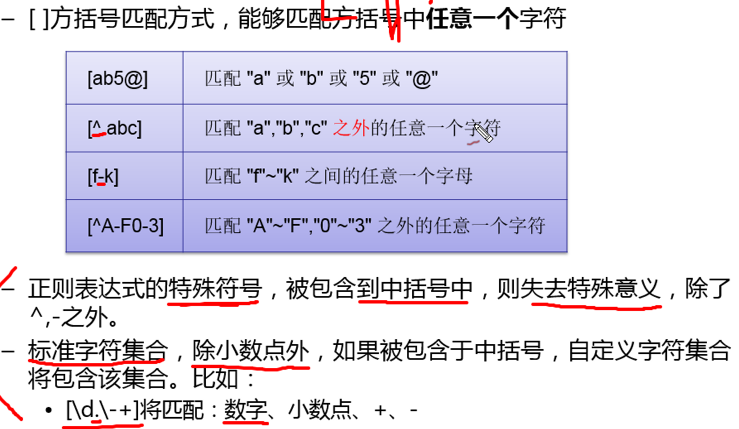 – [ ]方括号匹配方式，能够匹配方括号中任意一个字符
[ab5@] 匹配 "a" 或 "b" 或 "5" 或 "@"
[^ abc] 匹配 "a","b","c" 之外的任意一个字符
[f-k] 匹配 "f"~"k" 之间的任意一个字母
[^A-F0-3] 匹配 "A"~"F","0"~"3" 之外的任意一个字符
– 正则表达式的特殊符号，被包含到中括号中，则失去特殊意义，除了
^,-之外。
– 标准字符集合，除小数点外，如果被包含于中括号，自定义字符集合
将包含该集合。比如：
• [\d.\-+]将匹配：数字、小数点、+、-